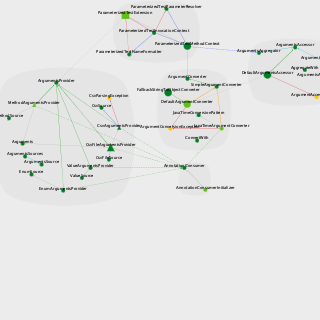 ParameterizedTestParameterResolver
ParameterizedTestExtension
ParameterizedTestInvocationContext
ParameterizedTestMethodContext
ParameterizedTestNameFormatter
ArgumentsAggregator
ArgumentsAccessor
AggregateWith
DefaultArgumentsAccessor
ArgumentConverter
SimpleArgumentConverter
FallbackStringToObjectConverter
DefaultArgumentConverter
JavaTimeConversionPattern
ArgumentConversionException
JavaTimeArgumentConverter
ConvertWith
ArgumentsProvider
CsvParsingException
MethodArgumentsProvider
CsvSource
CsvArgumentsProvider
Arguments
CsvFileArgumentsProvider
ArgumentsSources
CsvFileSource
ArgumentsSource
ValueArgumentsProvider
EnumSource
ValueSource
EnumArgumentsProvider
AnnotationConsumer
AnnotationConsumerInitializer